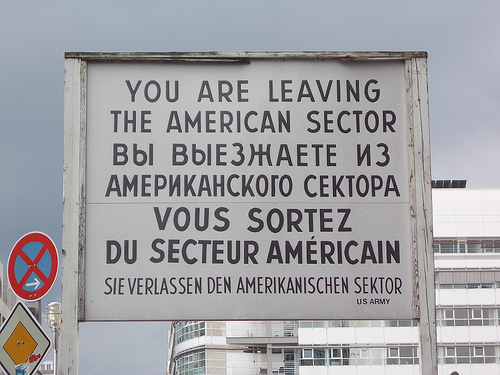 YOU ARE LEAVING
THE AMERICAN SECTOR
ВЫ ВЫЕЗЖАЕТЕ ИЗ
АМЕРИКАНСКОГО СЕКТОРА
VOUS SORTEZ
DU SECTEUR AMÉRICAIN
SIE VERLASSEN DEN AMERIKANISCHEN SEKTOR
US ARMY